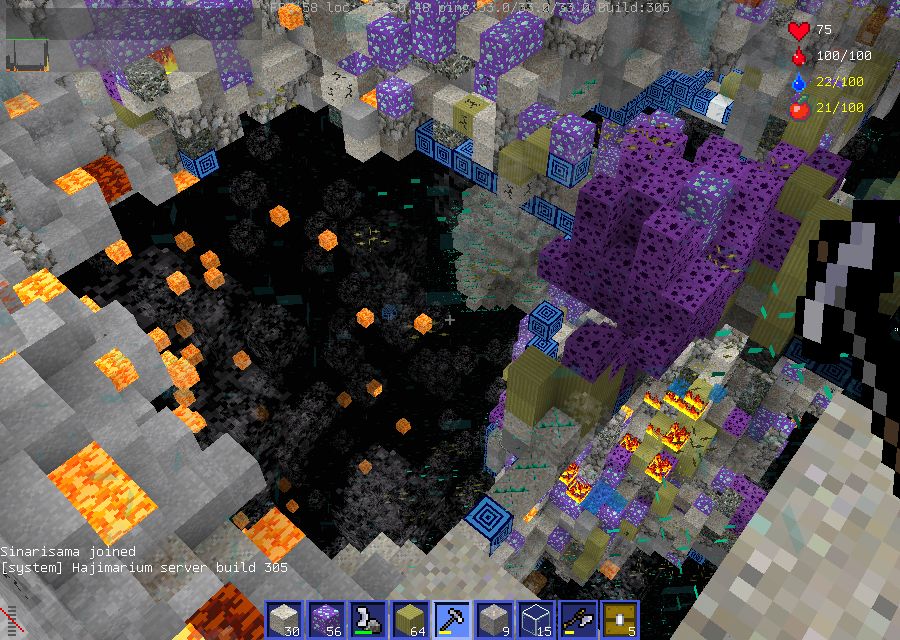 75
100/100
22/100
21/100
Sinarisama joined
[system] Hajimarium server build 305
30 56 64 9 15 5